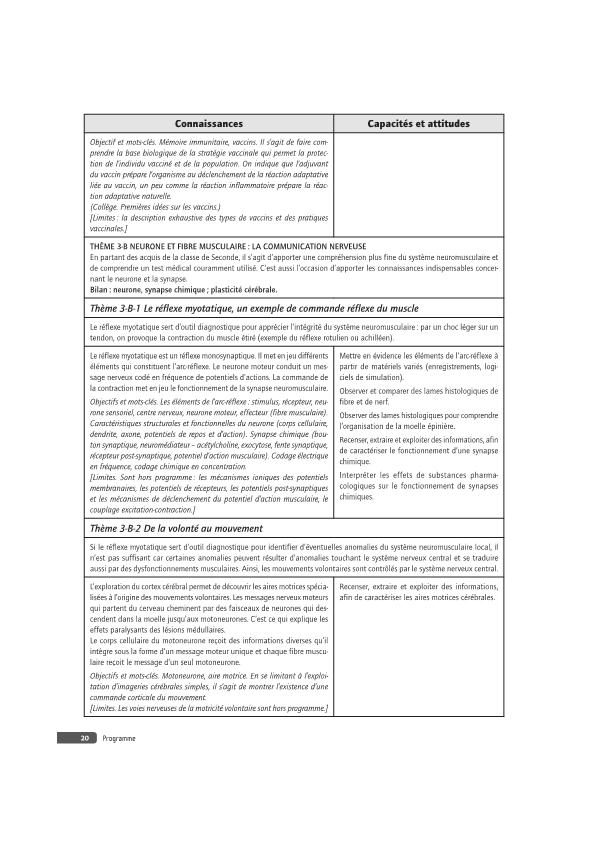 Connaissances
Capacités et attitudes
Objectif et mots-clés. Mémoire immunitaire, vaccins. Il s'agit de faire com-
prendre la base biologique de la stratégie vaccinale qui permet la protec-
tion de l'individu vacciné et de la population. On indique que l'adjuvant
du vaccin prépare l'organisme au déclenchement de la réaction adaptative
liée au vaccin, un peu comme la réaction inflammatoire prépare la réac-
tion adaptative naturelle.
(Collège. Premières idées sur les vaccins.)
[Limites : la description exhaustive des types de vaccins et des pratiques
vaccinales.]
THÈME 3-B NEURONE ET FIBRE MUSCULAIRE : LA COMMUNICATION NERVEUSE
En partant des acquis de la classe de Seconde, il s'agit d'apporter une compréhension plus fine du système neuromusculaire et
de comprendre un test médical couramment utilisé. C'est aussi l'occasion d'apporter les connaissances indispensables concer-
nant le neurone et la synapse.
Bilan : neurone, synapse chimique ; plasticité cérébrale.
Thème 3-B-1 Le réflexe myotatique, un exemple de commande réflexe du muscle
Le réflexe myotatique sert d'outil diagnostique pour apprécier l'intégrité du système neuromusculaire : par un choc léger sur un
tendon, on provoque la contraction du muscle étiré (exemple du réflexe rotulien ou achilléen).
Le réflexe myotatique est un réflexe monosynaptique. Il met en jeu différents
éléments qui constituent l'arc-réflexe. Le neurone moteur conduit un mes-
sage nerveux codé en fréquence de potentiels d'actions. La commande de
la contraction met en jeu le fonctionnement de la synapse neuromusculaire.
Objectifs et mots-clés. Les éléments de l'arc-réflexe : stimulus, récepteur, neu-
rone sensoriel, centre nerveux, neurone moteur, effecteur (fibre musculaire).
Caractéristiques structurales et fonctionnelles du neurone (corps cellulaire,
dendrite, axone, potentiels de repos et d'action). Synapse chimique (bou-
ton synaptique, neuromédiateur – acétylcholine, exocytose, fente synaptique,
récepteur post-synaptique, potentiel d'action musculaire). Codage électrique
en fréquence, codage chimique en concentration.
[Limites. Sont hors programme : les mécanismes ioniques des potentiels
membranaires, les potentiels de récepteurs, les potentiels post-synaptiques
et les mécanismes de déclenchement du potentiel d'action musculaire, le
couplage excitation-contraction.]
Mettre en évidence les éléments de l'arc-réflexe à
partir de matériels variés (enregistrements, logi-
ciels de simulation).
Observer et comparer des lames histologiques de
fibre et de nerf.
Observer des lames histologiques pour comprendre
l'organisation de la moelle épinière.
Recenser, extraire et exploiter des informations, afin
de caractériser le fonctionnement d'une synapse
chimique.
Interpréter les effets de substances pharma-
cologiques sur le fonctionnement de synapses
chimiques.
Thème 3-B-2 De la volonté au mouvement
Si le réflexe myotatique sert d'outil diagnostique pour identifier d'éventuelles anomalies du système neuromusculaire local, il
n'est pas suffisant car certaines anomalies peuvent résulter d'anomalies touchant le système nerveux central et se traduire
aussi par des dysfonctionnements musculaires. Ainsi, les mouvements volontaires sont contrôlés par le système nerveux central.
L'exploration du cortex cérébral permet de découvrir les aires motrices spécia-
lisées à l'origine des mouvements volontaires. Les messages nerveux moteurs
qui partent du cerveau cheminent par des faisceaux de neurones qui des-
cendent dans la moelle jusqu'aux motoneurones. C'est ce qui explique les
effets paralysants des lésions médullaires.
Le corps cellulaire du motoneurone reçoit des informations diverses qu'il
intègre sous la forme d'un message moteur unique et chaque fibre muscu-
laire reçoit le message d'un seul motoneurone.
Objectifs et mots-clés. Motoneurone, aire motrice. En se limitant à l'exploi-
tation d'imageries cérébrales simples, il s'agit de montrer l'existence d'une
commande corticale du mouvement.
[Limites. Les voies nerveuses de la motricité volontaire sont hors programme.]
Recenser, extraire et exploiter des informations,
afin de caractériser les aires motrices cérébrales.
20 Programme